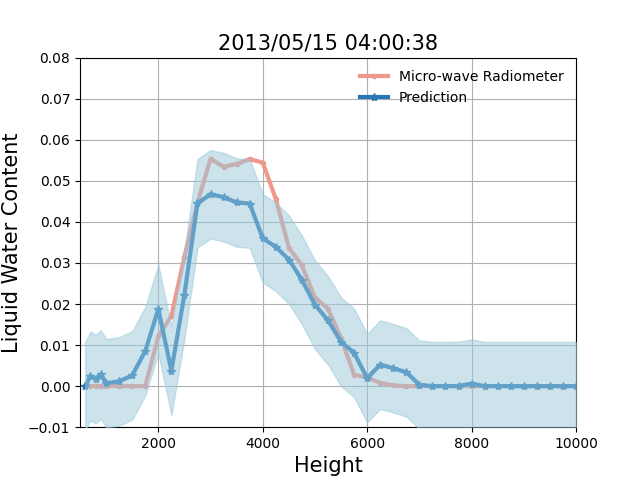 2013/05/15 04:00:38
Liquid Water Content
0.08
0.07
0.06
0.05
0.04
0.03
0.02
0.01
0.00
−0.01
Micro-wave Radiometer
Prediction
2000 4000 6000 8000 10000
Height